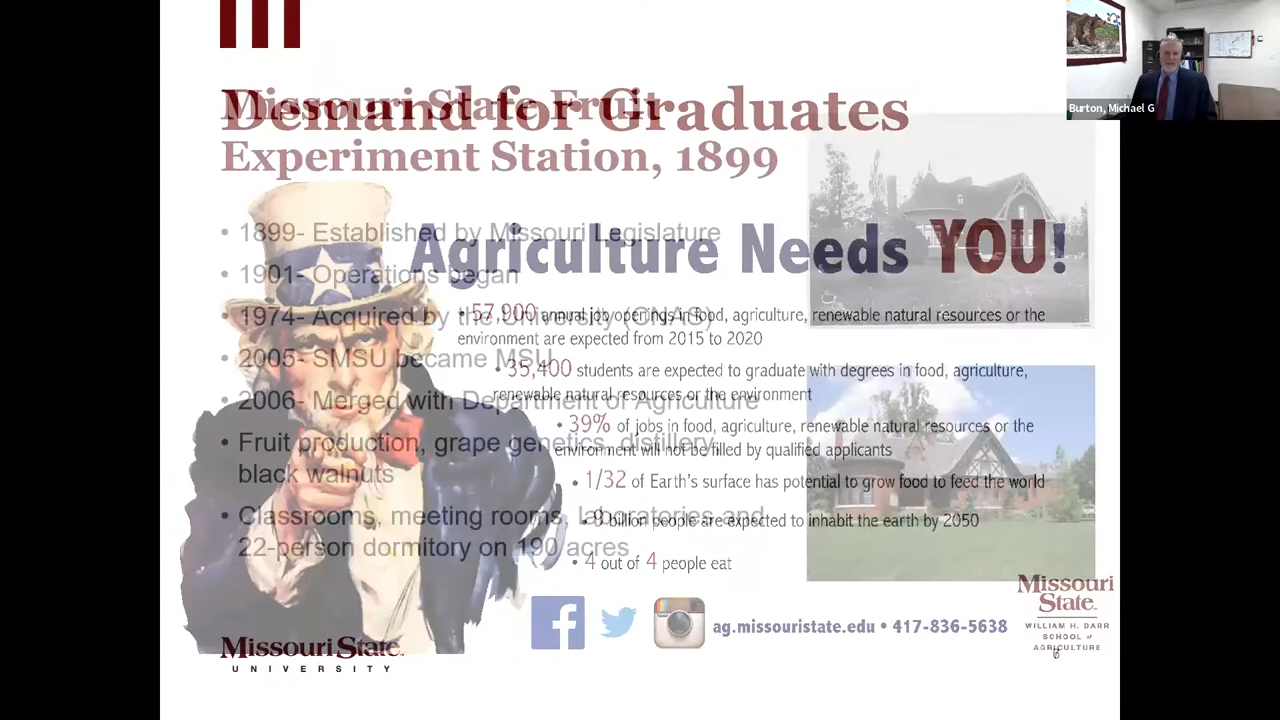 Burton, Michael G
Demand for Graduates
Missouri State Fruit
Experiment Station, 1899
• 1899- Established by Missouri Legislature
• 1901- Operations began
• 1974- Acquired by the University (CNAS)
• 2005- SMSU became MSU
• 2006- Merged with Department of Agriculture
• Fruit production, grape genetics, distillery,
black walnuts
• Classrooms, meeting rooms, laboratories and
22-person dormitory on 190 acres
Agriculture Needs YOU!
• 57,900 annual job openings in food, agriculture, renewable natural resources or the
environment are expected from 2015 to 2020
• 35,400 students are expected to graduate with degrees in food, agriculture,
renewable natural resources or the environment
• 39% of jobs in food, agriculture, renewable natural resources or the
environment will not be filled by qualified applicants
• 1/32 of Earth's surface has potential to grow food to feed the world
• 9 billion people are expected to inhabit the earth by 2050
• 4 out of 4 people eat
ag.missouristate.edu • 417-836-5638
Missouri
State™
WILLIAM H. DARR
SCHOOL of
AGRICULTURE
Missouri State™
UNIVERSITY